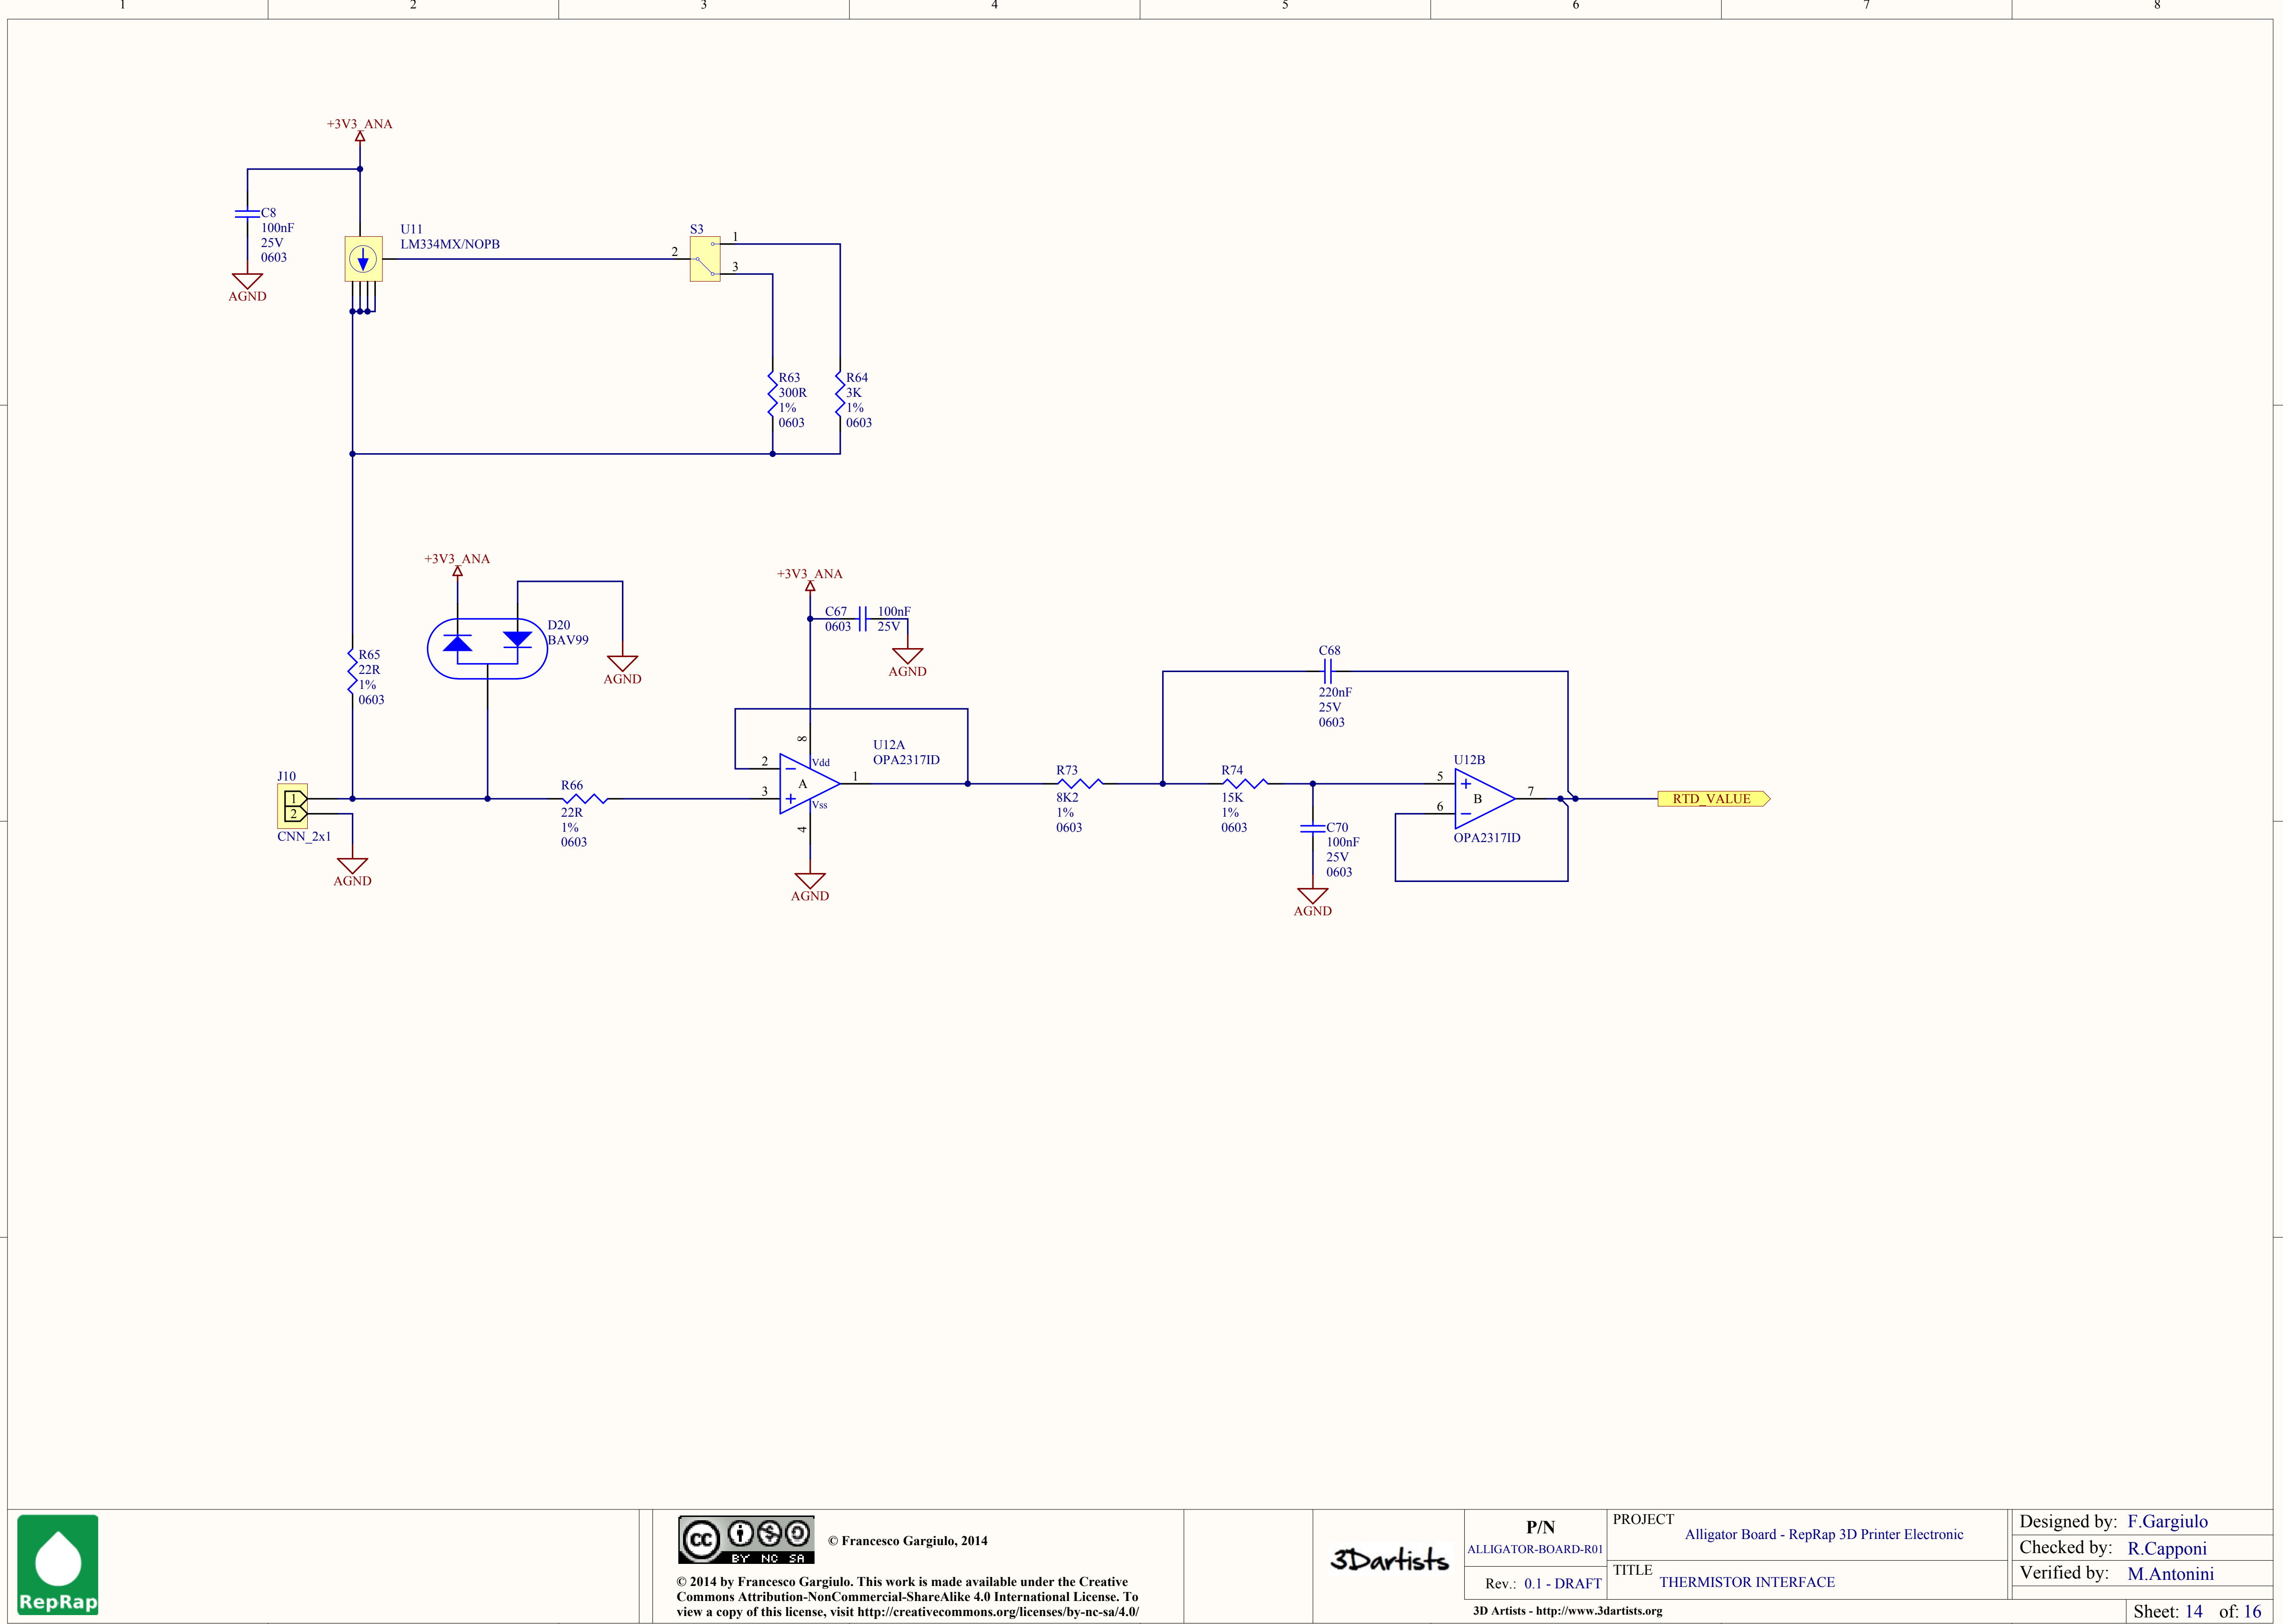 1 2 3 4 5 6 7 8
+3V3_ANA
C8
100nF
25V
0603
AGND
U11
LM334MX/NOPB
S3
2
1
3
R63
300R
1%
0603
R64
3K
1%
0603
+3V3_ANA
D20
BAV99
AGND
R65
22R
1%
0603
J10
1
2
CNN_2x1
AGND
R66
22R
1%
0603
+3V3_ANA
C67
0603
100nF
25V
AGND
U12A
OPA2317ID
8
Vdd
2
A
1
3
Vss
4
AGND
R73
8K2
1%
0603
C68
220nF
25V
0603
R74
15K
1%
0603
C70
100nF
25V
0603
AGND
U12B
5
B
7
6
OPA2317ID
RTD_VALUE
RepRap
cc
BY NC SA
© Francesco Gargiulo, 2014
© 2014 by Francesco Gargiulo. This work is made available under the Creative
Commons Attribution-NonCommercial-ShareAlike 4.0 International License. To
view a copy of this license, visit http://creativecommons.org/licenses/by-nc-sa/4.0/
3Dartists
P/N
ALLIGATOR-BOARD-R01
Rev.: 0.1 - DRAFT
3D Artists - http://www.3dartists.org
PROJECT
Alligator Board - RepRap 3D Printer Electronic
TITLE
THERMISTOR INTERFACE
Designed by: F.Gargiulo
Checked by: R.Capponi
Verified by: M.Antonini
Sheet: 14 of: 16